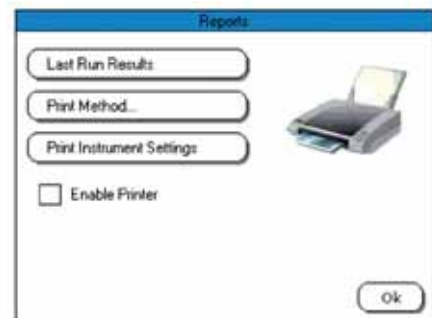 Reports
Last Run Results
Print Method...
Print Instrument Settings
Enable Printer
Ok